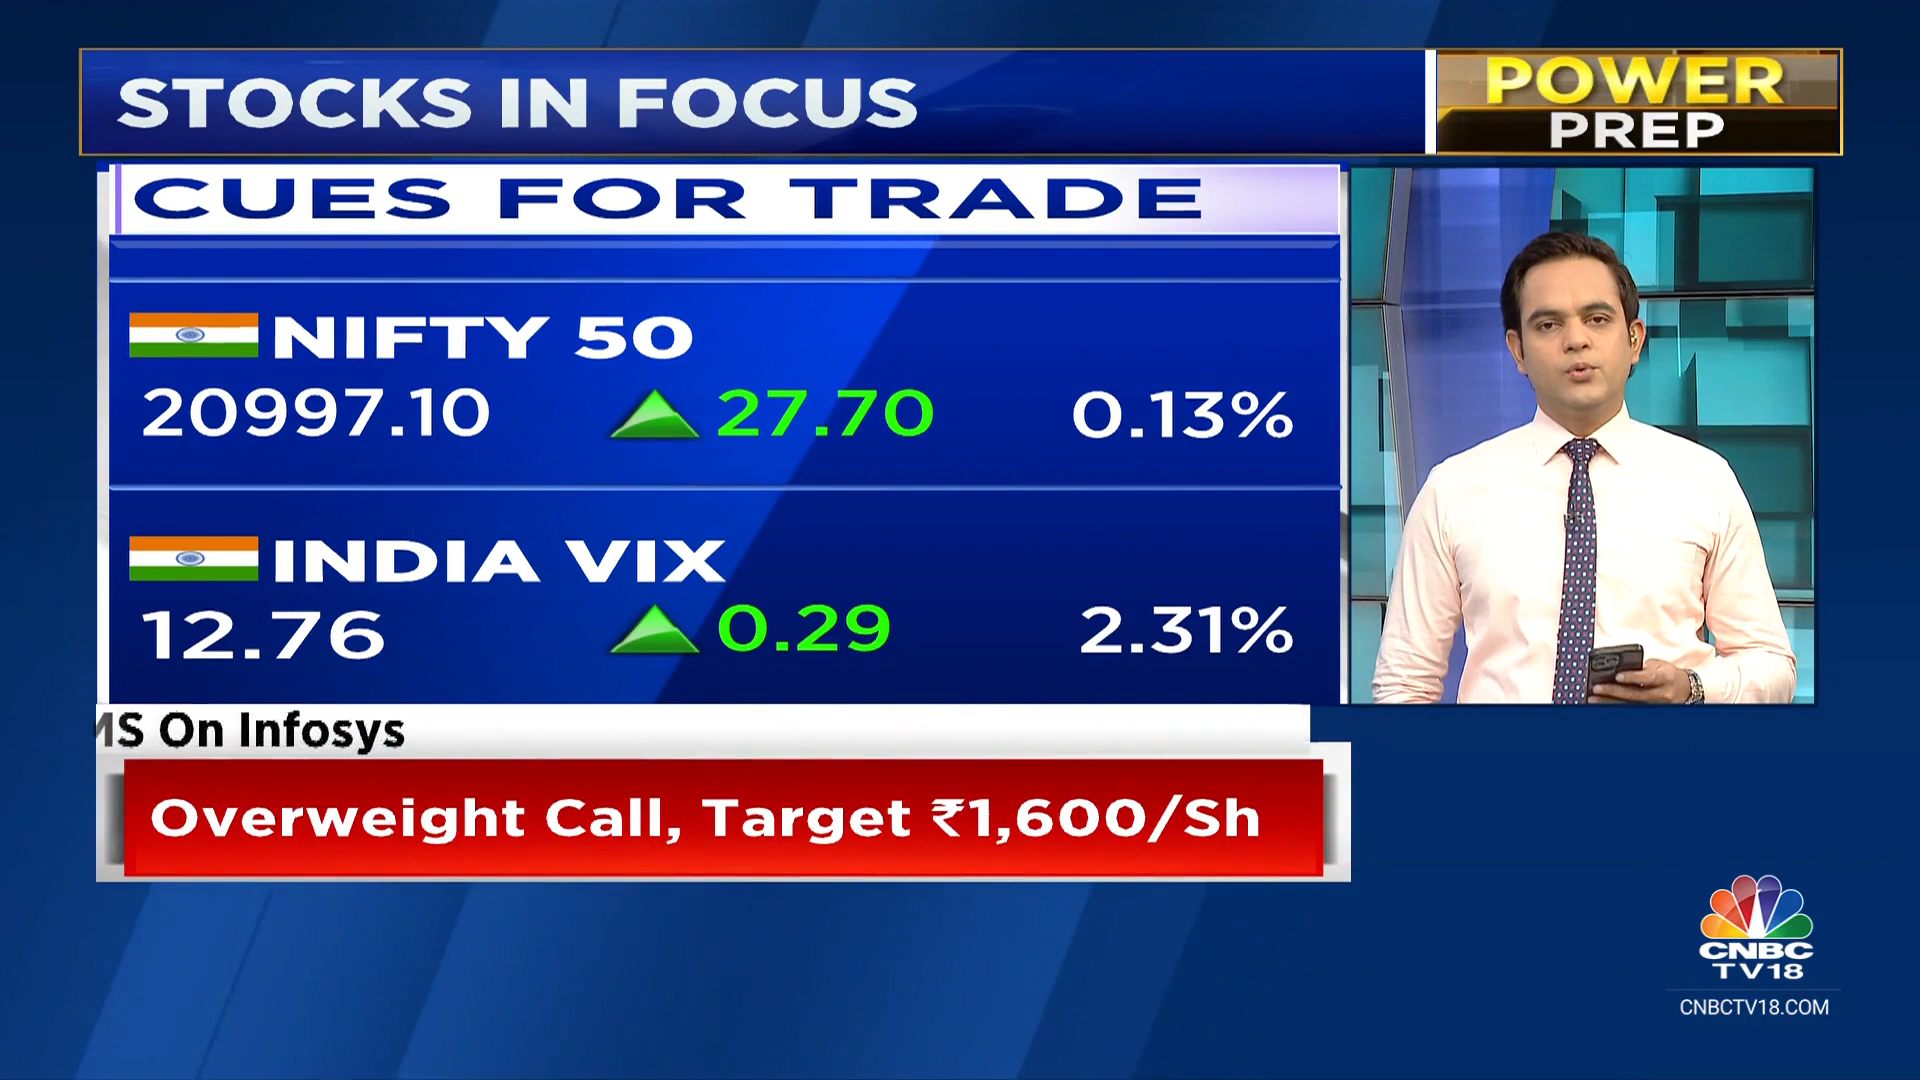 STOCKS IN FOCUS
POWER
PREP
CUES FOR TRADE
NIFTY 50
20997.10 27.70 0.13%
INDIA VIX
12.76 0.29 2.31%
On Infosys
Overweight Call, Target ₹1,600/Sh
CNBC
TV18
CNBCTV18.COM